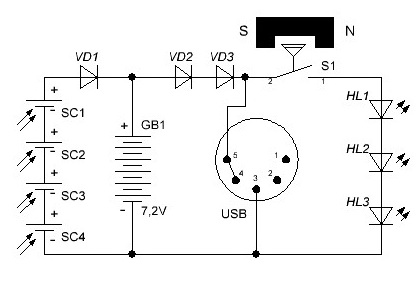 S N
VD1 VD2 VD3 S1
2 1
+ SC1 -
+ GB1
HL1
+ SC2 -
5 1
HL2
4 3 2
+ SC3 -
USB
- 7,2V
HL3
+ SC4 -